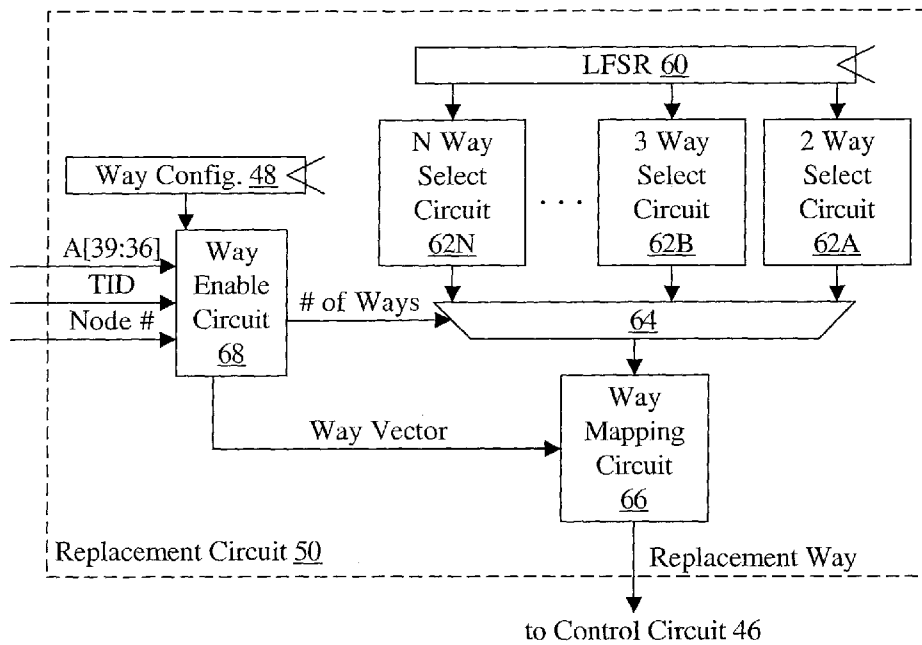 LFSR 60
N Way
Select
Circuit
62N
. . .
3 Way
Select
Circuit
62B
2 Way
Select
Circuit
62A
Way Config. 48
A[39:36]
TID
Node #
Way
Enable
Circuit
68
# of Ways
64
Way Vector
Way
Mapping
Circuit
66
Replacement Circuit 50
Replacement Way
to Control Circuit 46